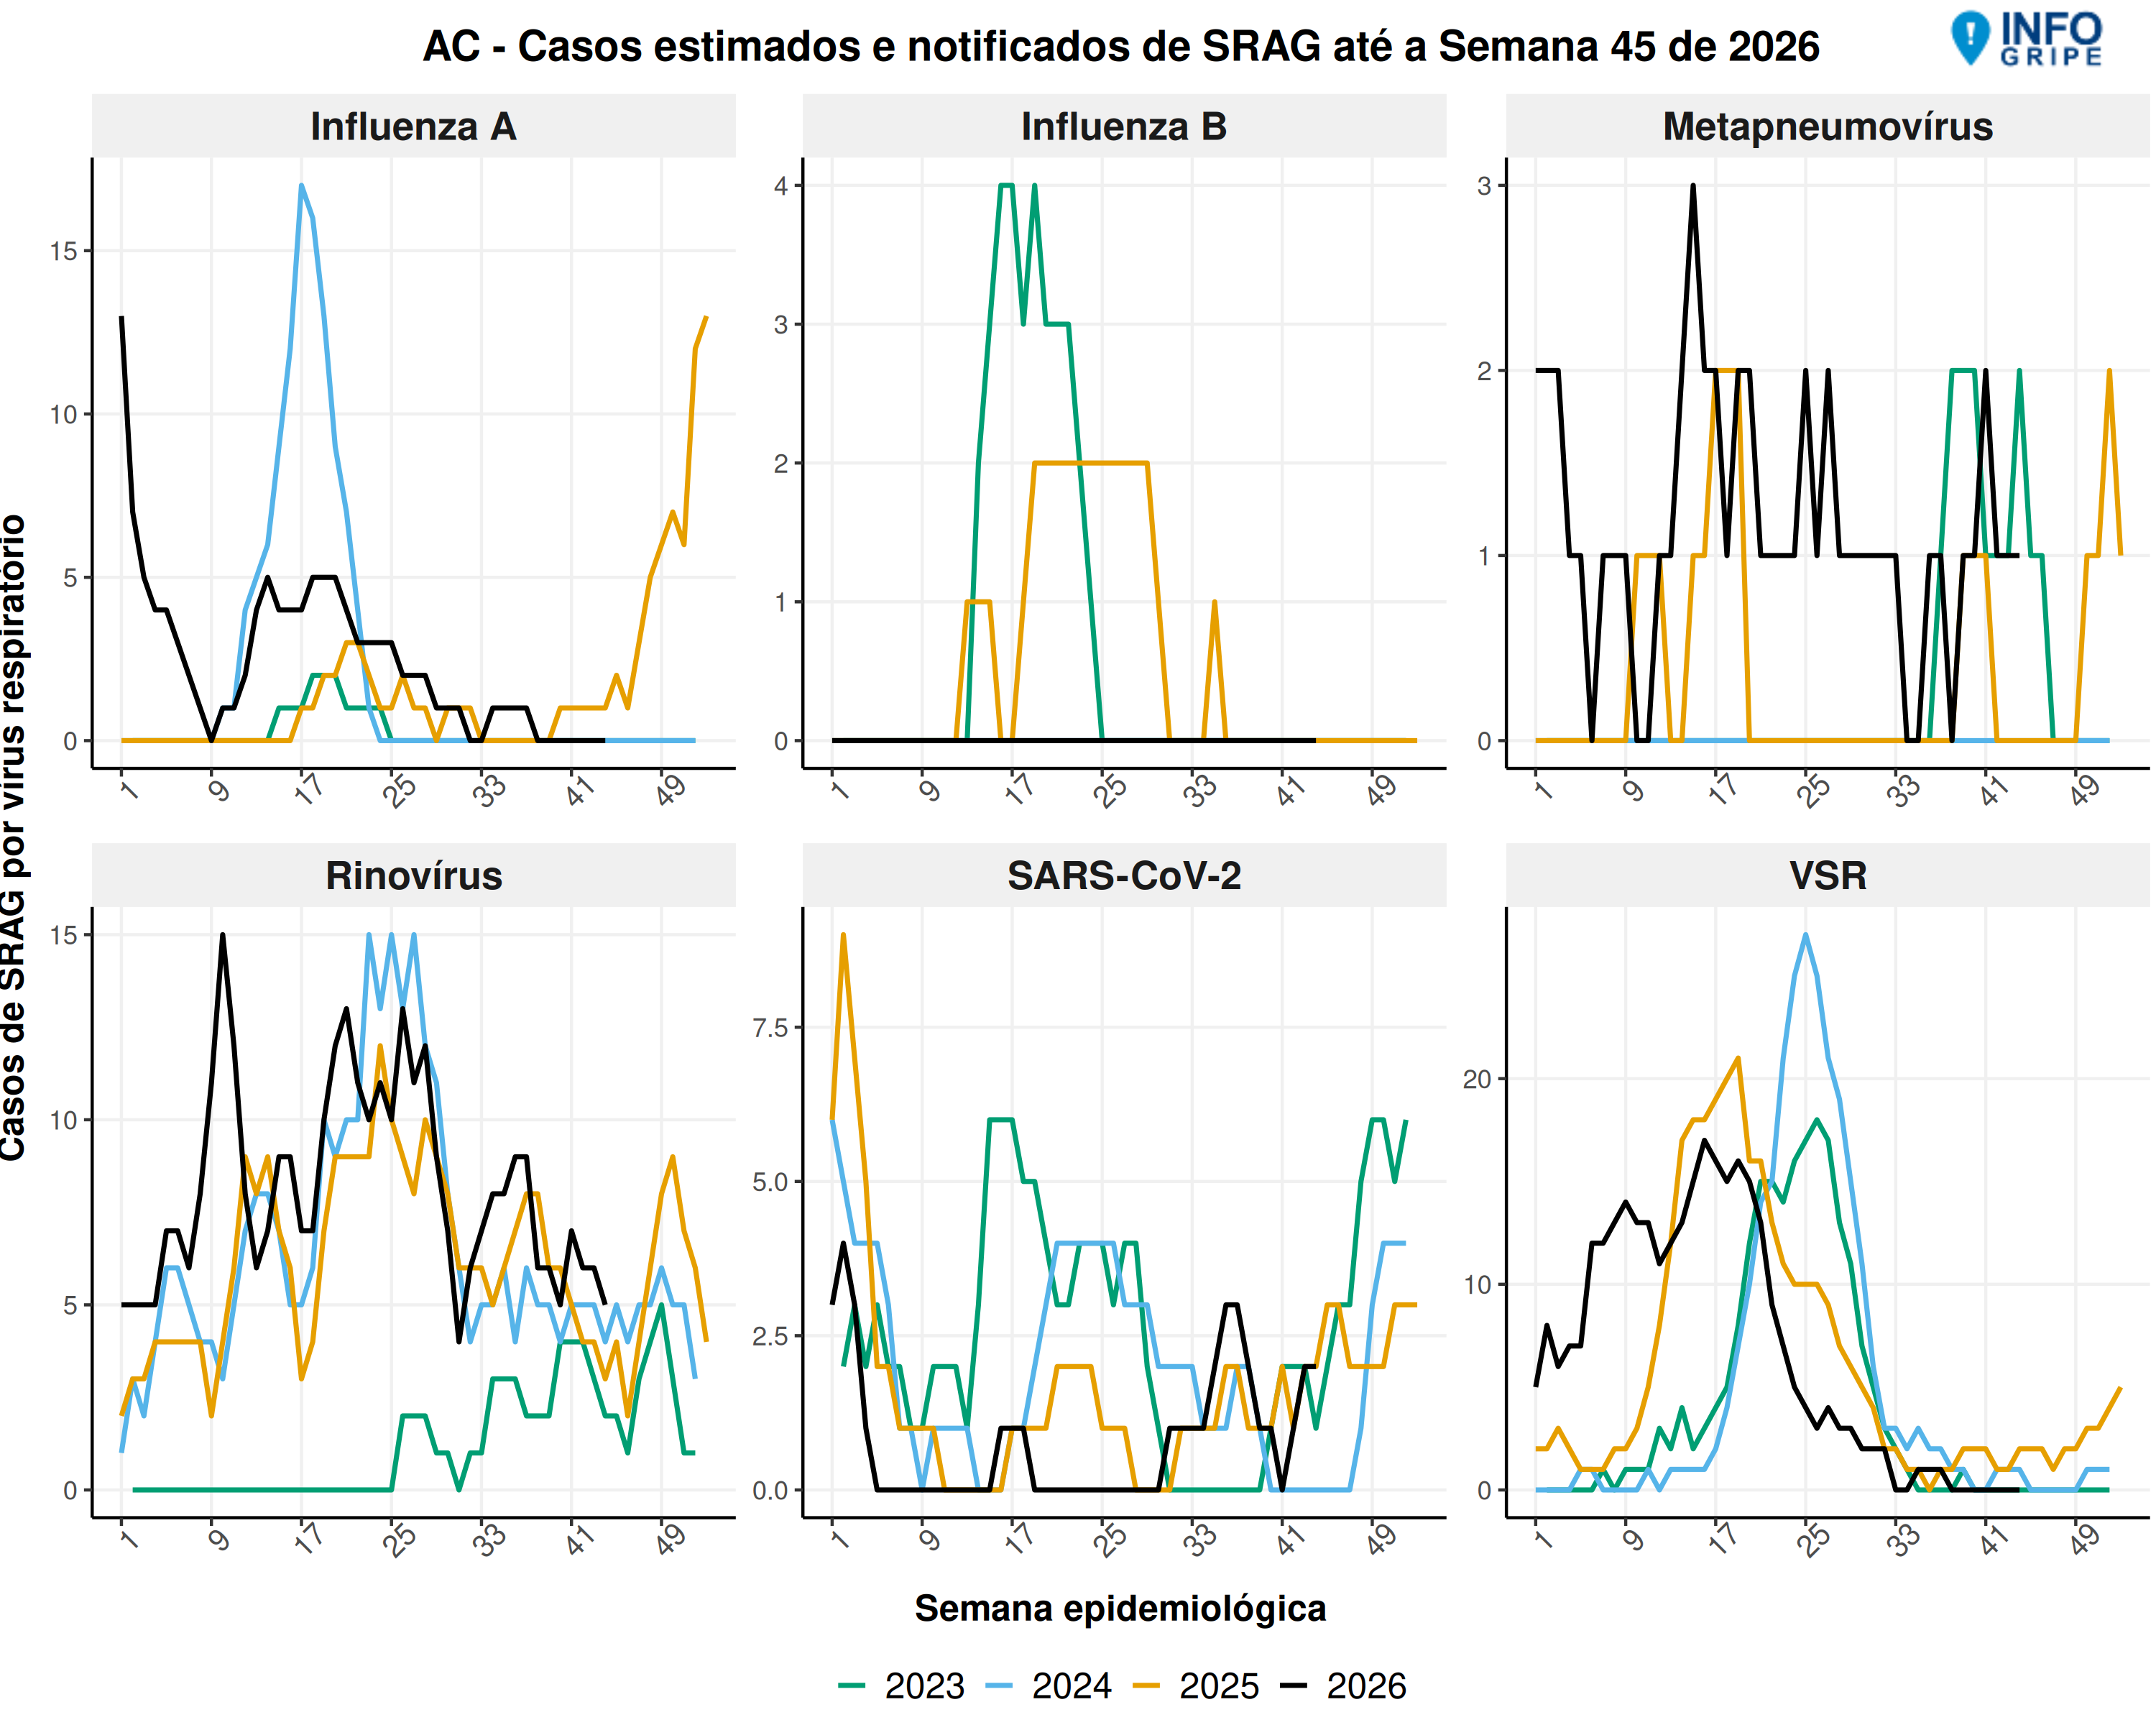 AC - Casos estimados e notificados de SRAG até a Semana 45 de 2026
INFO
GRIPE
Casos de SRAG por vírus respiratório
Influenza A
15
10
5
0
1 9 17 25 33 41 49
Influenza B
4
3
2
1
0
1 9 17 25 33 41 49
Metapneumovírus
3
2
1
0
1 9 17 25 33 41 49
Rinovírus
15
10
5
0
1 9 17 25 33 41 49
SARS-CoV-2
7.5
5.0
2.5
0.0
1 9 17 25 33 41 49
VSR
20
10
0
1 9 17 25 33 41 49
Semana epidemiológica
2023 2024 2025 2026